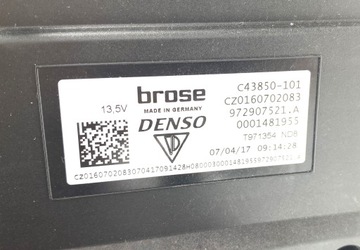 brose
C43850-101
MADE IN GERMANY
CZ0160702083
13,5V
972907521.A
DENSO
0001481955
T971354 NDB
07/04/17 09:14:28